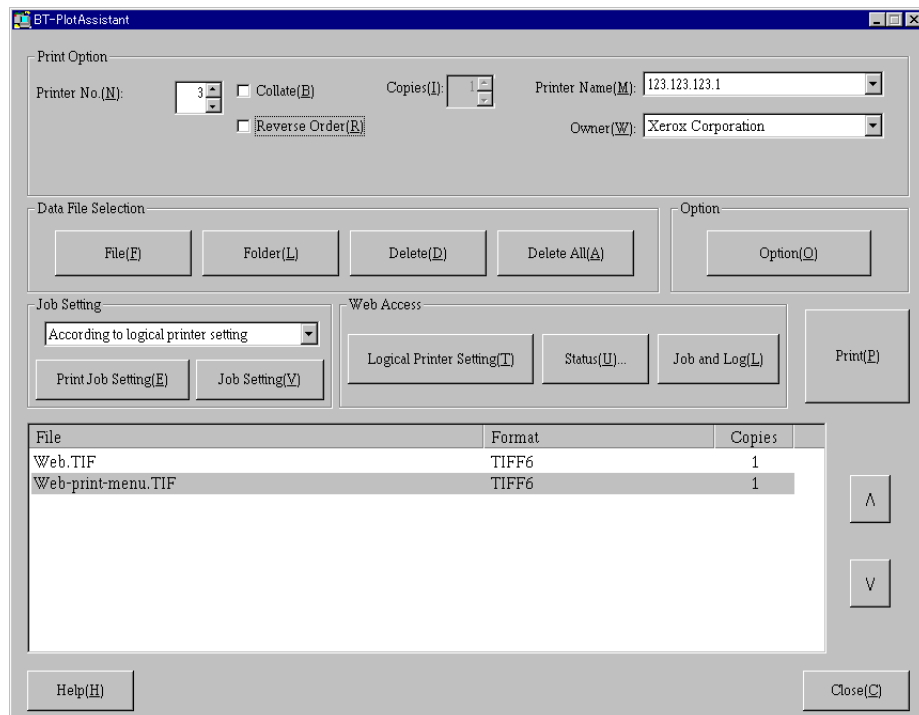 BT-PlotAssistant
Print Option
Printer No.(N): 3 Collate(B) Copies(I): 1 Printer Name(M): 123.123.123.1
Reverse Order(R) Owner(W): Xerox Corporation
Data File Selection Option
File(F) Folder(L) Delete(D) Delete All(A) Option(O)
Job Setting Web Access
According to logical printer setting
Logical Printer Setting(T) Status(U)... Job and Log(L) Print(P)
Print Job Setting(E) Job Setting(V)
File Format Copies
Web.TIF TIFF6 1
Web-print-menu.TIF TIFF6 1
Λ
V
Help(H) Close(C)